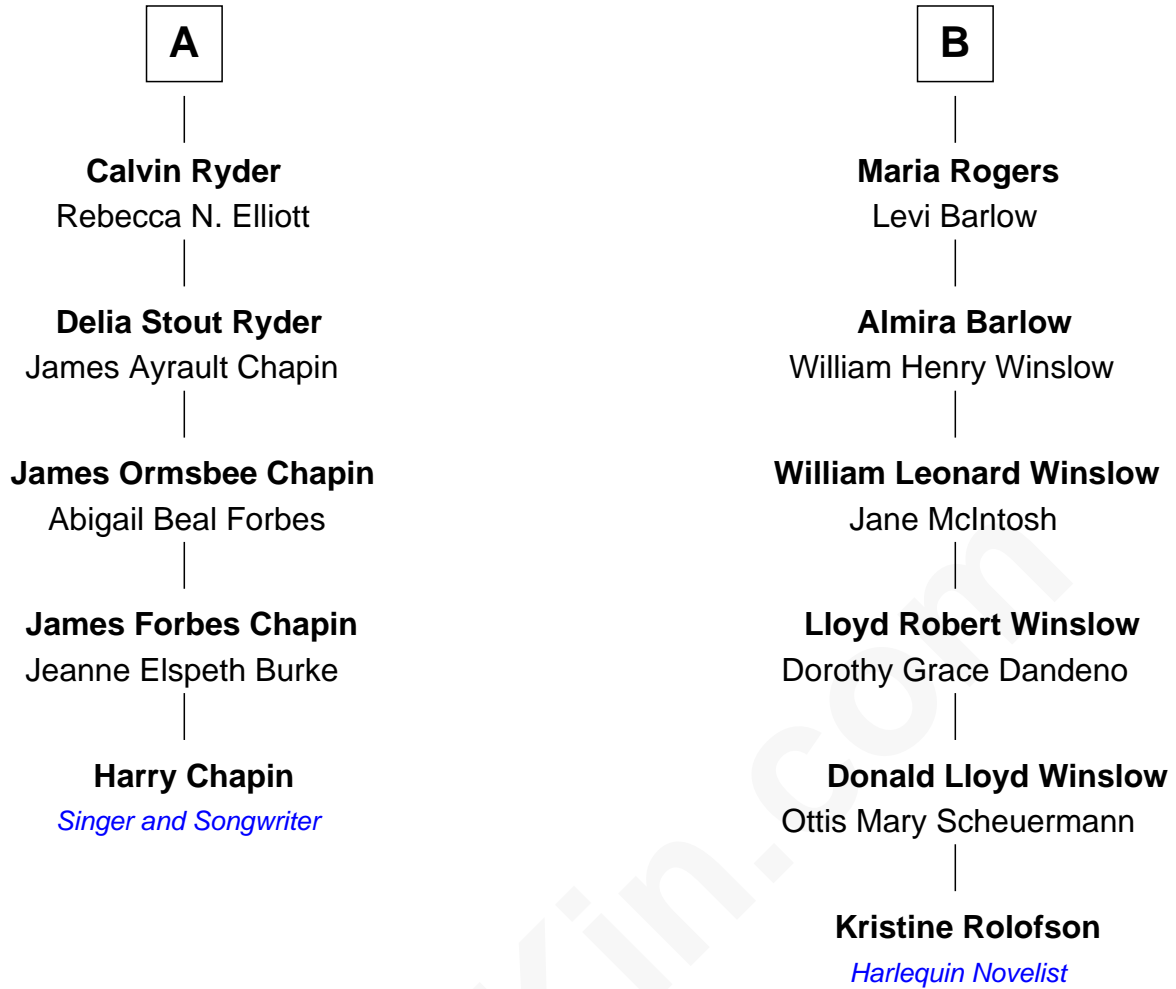 A
Calvin Ryder
Rebecca N. Elliott
Delia Stout Ryder
James Ayrault Chapin
James Ormsbee Chapin
Abigail Beal Forbes
James Forbes Chapin
Jeanne Elspeth Burke
Harry Chapin
Singer and Songwriter
B
Maria Rogers
Levi Barlow
Almira Barlow
William Henry Winslow
William Leonard Winslow
Jane McIntosh
Lloyd Robert Winslow
Dorothy Grace Dandeno
Donald Lloyd Winslow
Ottis Mary Scheuermann
Kristine Rolofson
Harlequin Novelist
Kin.com